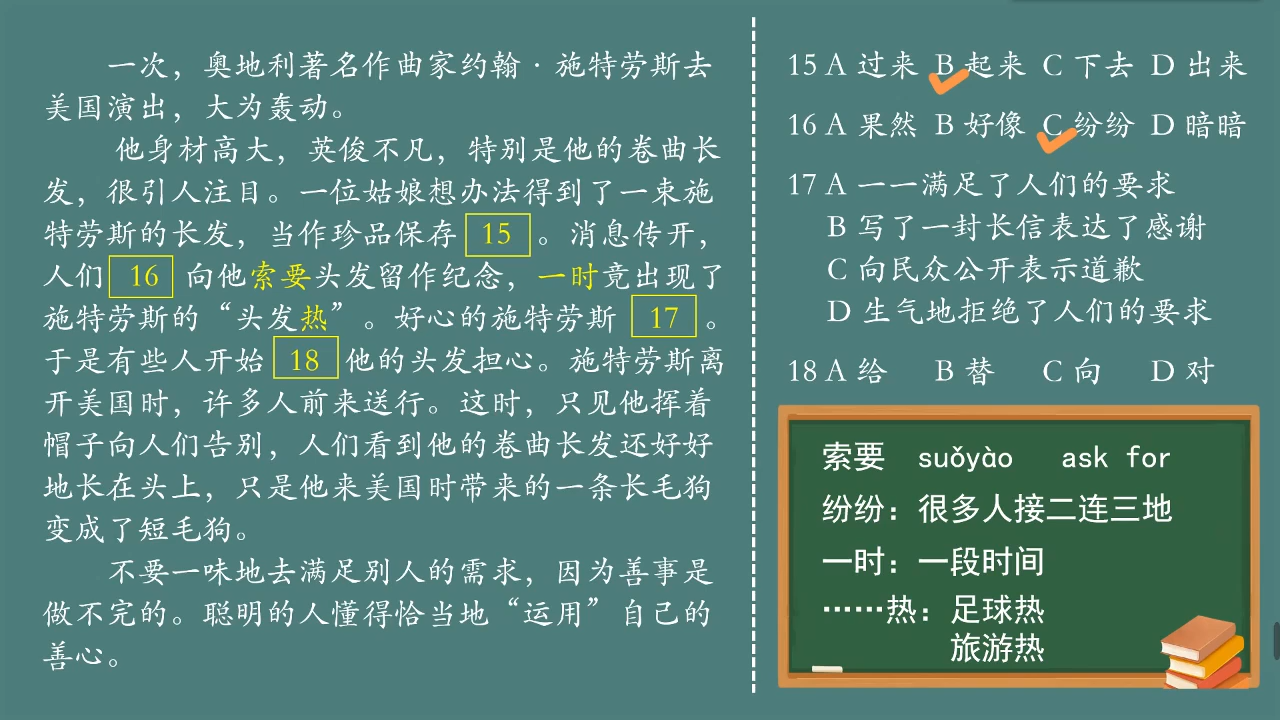 一次，奥地利著名作曲家约翰·施特劳斯去
美国演出，大为轰动。
他身材高大，英俊不凡，特别是他的卷曲长
发，很引人注目。一位姑娘想办法得到了一束施
特劳斯的长发，当作珍品保存 15 。消息传开，
人们 16 向他索要头发留作纪念，一时竟出现了
施特劳斯的“头发热”。好心的施特劳斯 17 。
于是有些人开始 18 他的头发担心。施特劳斯离
开美国时，许多人前来送行。这时，只见他挥着
帽子向人们告别，人们看到他的卷曲长发还好好
地长在头上，只是他来美国时带来的一条长毛狗
变成了短毛狗。
不要一味地去满足别人的需求，因为善事是
做不完的。聪明的人懂得恰当地“运用”自己的
善心。
15 A 过来 B 起来 C 下去 D 出来
16 A 果然 B 好像 C 纷纷 D 暗暗
17 A 一一满足了人们的要求
B 写了一封长信表达了感谢
C 向民众公开表示道歉
D 生气地拒绝了人们的要求
18 A 给 B 替 C 向 D 对
索要 suǒyào ask for
纷纷：很多人接二连三地
一时：一段时间
……热：足球热
旅游热